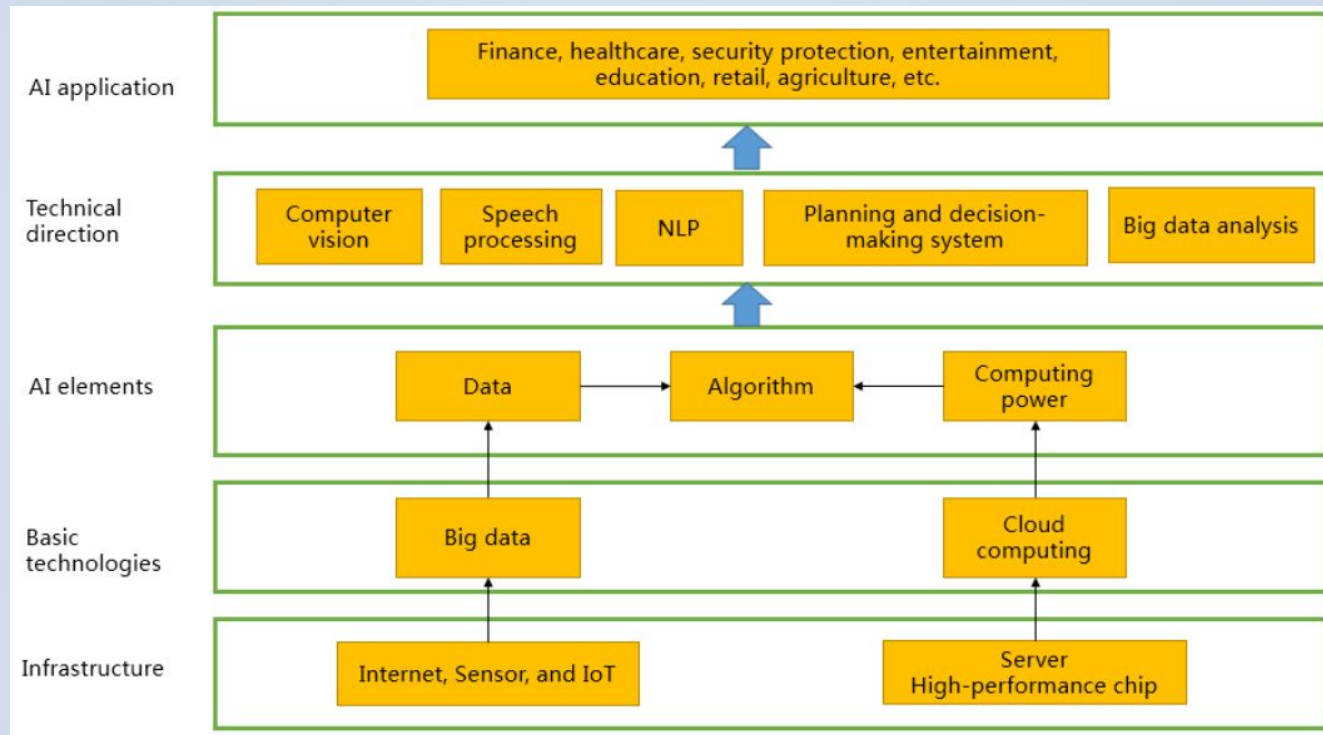 AI application
Finance, healthcare, security protection, entertainment,
education, retail, agriculture, etc.
Technical
direction
Computer
vision
Speech
processing
NLP
Planning and decision-
making system
Big data analysis
AI elements
Data
Algorithm
Computing
power
Basic
technologies
Big data
Cloud
computing
Infrastructure
Internet, Sensor, and IoT
Server
High-performance chip